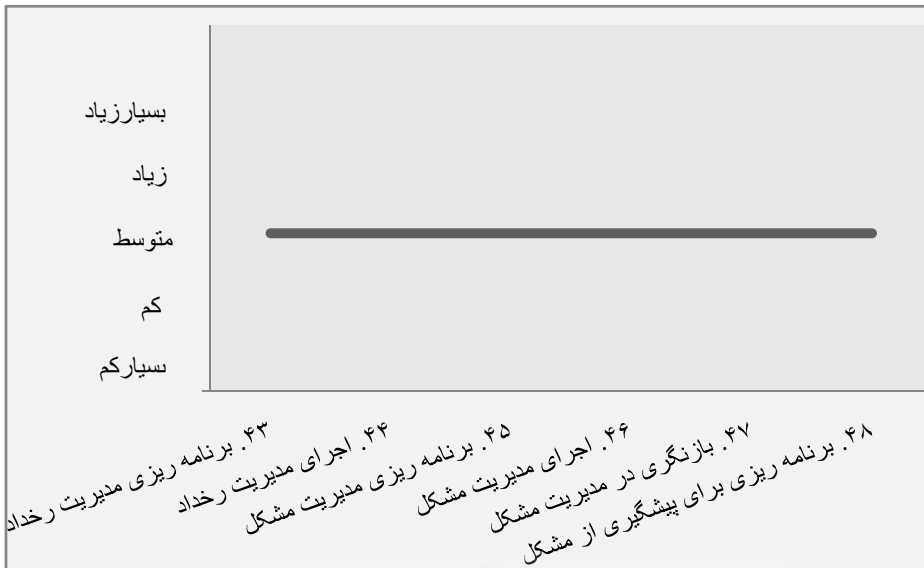 بسیارزیاد
زیاد
متوسط
کم
بسیارکم
۴۳. برنامه ریزی مدیریت رخداد
۴۴. اجرای مدیریت رخداد
۴۵. برنامه ریزی مدیریت مشکل
۴۶. اجرای مدیریت مشکل
۴۷. بازنگری در مدیریت مشکل
۴۸. برنامه ریزی برای پیشگیری از مشکل